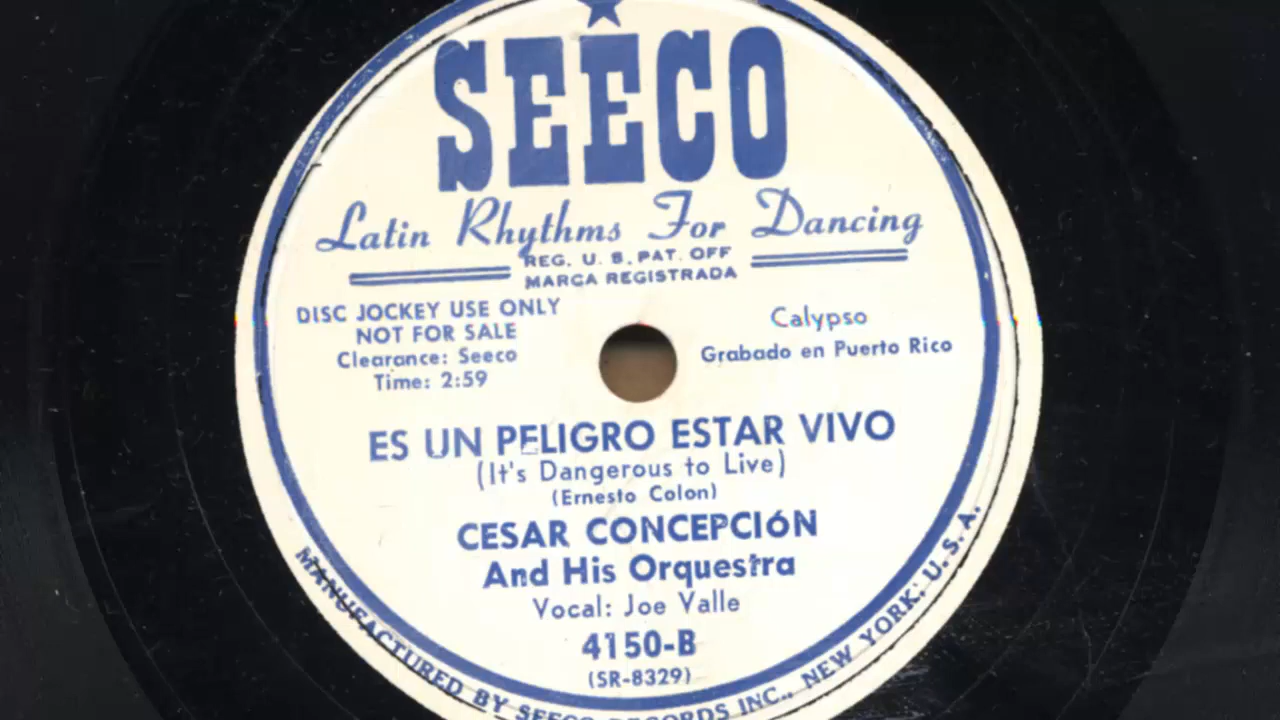 SEECO
Latin Rhythms For Dancing
REG. U. S. PAT. OFF
MARCA REGISTRADA
DISC JOCKEY USE ONLY
NOT FOR SALE
Clearance: Seeco
Time: 2:59
Calypso
Grabado en Puerto Rico
ES UN PELIGRO ESTAR VIVO
(It's Dangerous to Live)
(Ernesto Colon)
CESAR CONCEPCIóN
And His Orquestra
Vocal: Joe Valle
4150-B
(SR-8329)
MANUFACTURED BY SEECO RECORDS INC., NEW YORK, U. S. A.